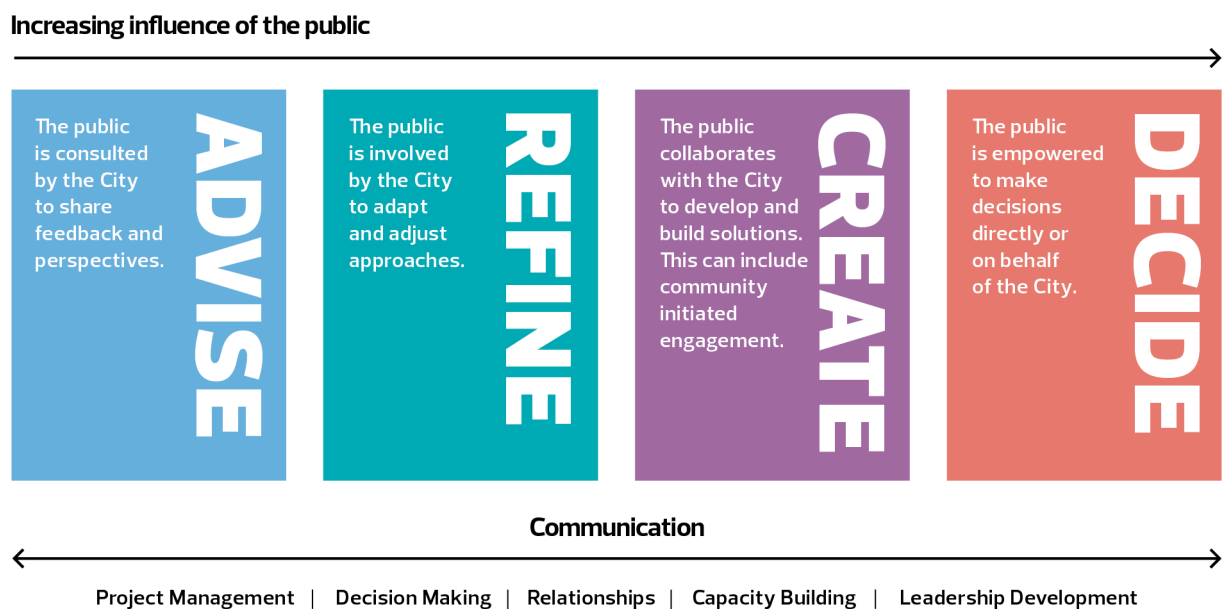 Increasing influence of the public
The public
is consulted
by the City
to share
feedback and
perspectives.
ADVISE
The public
is involved
by the City
to adapt
and adjust
approaches.
REFINE
The public
collaborates
with the City
to develop and
build solutions.
This can include
community
initiated
engagement.
CREATE
The public
is empowered
to make
decisions
directly or
on behalf
of the City.
DECIDE
Communication
Project Management | Decision Making | Relationships | Capacity Building | Leadership Development